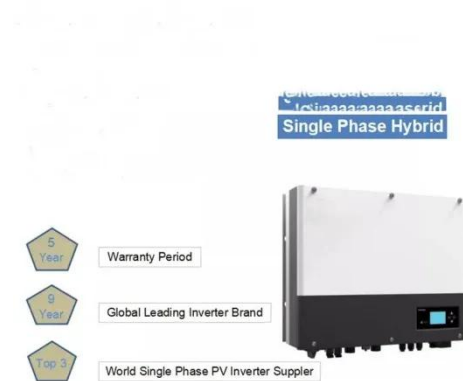 Single Phase Hybrid
5
Year
Warranty Period
9
Year
Global Leading Inverter Brand
Top 3
World Single Phase PV Inverter Suppler